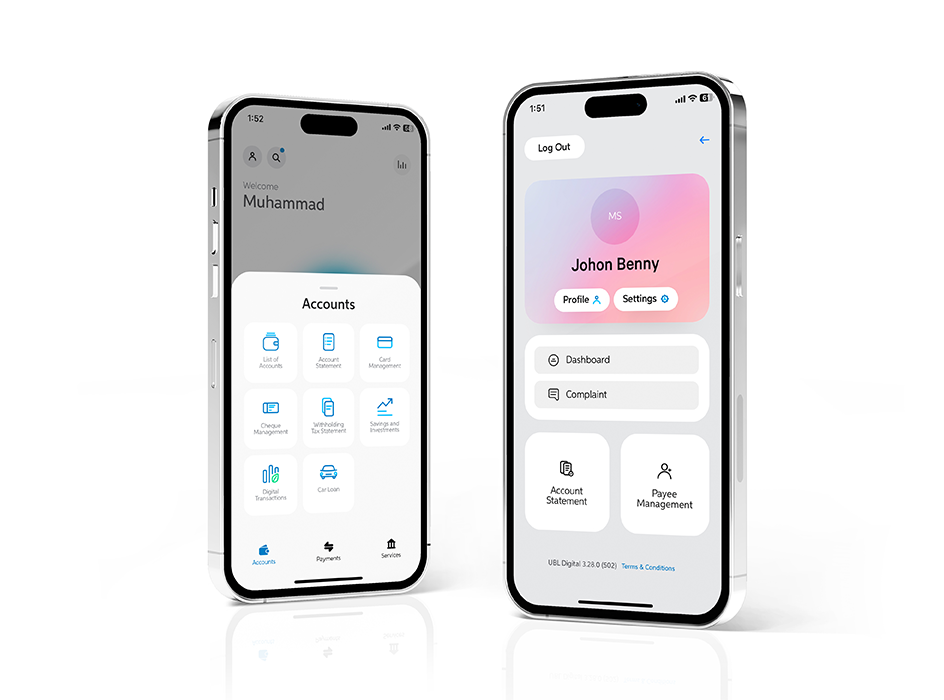 1:52
Welcome
Muhammad
Accounts
List of
Accounts
Account
Statement
Card
Management
Cheque
Management
Withholding
Tax Statement
Savings and
Investments
Digital
Transactions
Car Loan
Accounts
Payments
Services
1:51
Log Out
MS
Johon Benny
Profile
Settings
Dashboard
Complaint
Account
Statement
Payee
Management
UBL Digital 3.28.0 (502) Terms & Conditions